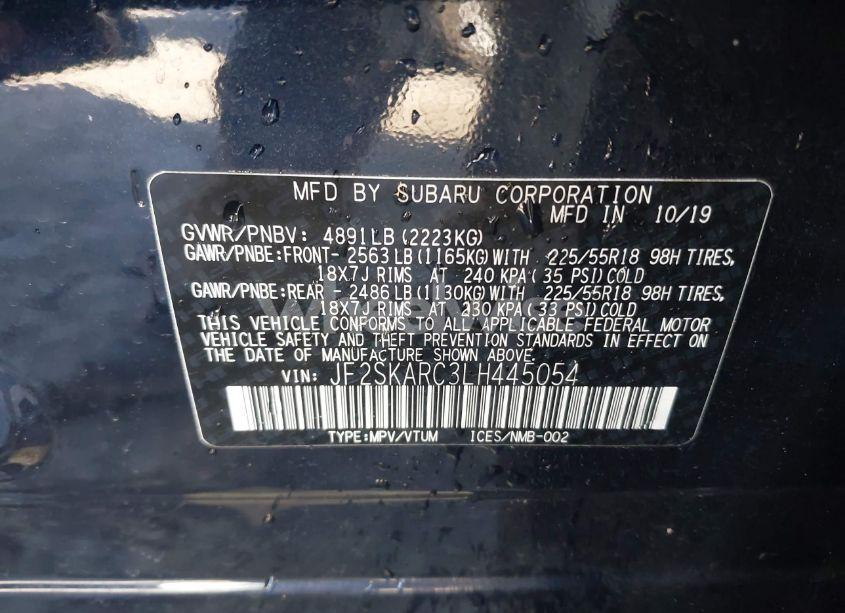 MFD BY SUBARU CORPORATION
MFD IN 10/19
GVWR/PNBV: 4891LB (2223KG)
GAWR/PNBE:FRONT- 2563 LB (1165KG) WITH 225/55R18 98H TIRES,
18X7J RIMS AT 240 KPA ( 35 PSI) COLD
GAWR/PNBE:REAR - 2486 LB (1130KG) WITH 225/55R18 98H TIRES,
18X7J RIMS AT 230 KPA ( 33 PSI) COLD
THIS VEHICLE CONFORMS TO ALL APPLICABLE FEDERAL MOTOR
VEHICLE SAFETY AND THEFT PREVENTION STANDARDS IN EFFECT ON
THE DATE OF MANUFACTURE SHOWN ABOVE.
VIN: JF2SKARC3LH445054
TYPE:MPV/VTUM ICES/NMB-002